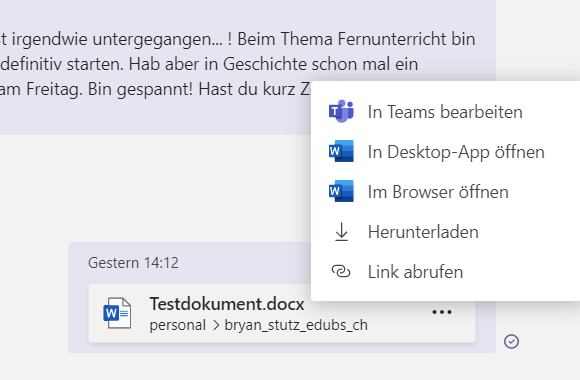 st irgendwie untergegangen... ! Beim Thema Fernunterricht bin
definitiv starten. Hab aber in Geschichte schon mal ein
am Freitag. Bin gespannt! Hast du kurz
In Teams bearbeiten
In Desktop-App öffnen
Im Browser öffnen
Herunterladen
Link abrufen
Gestern 14:12
Testdokument.docx
personal > bryan_stutz_edubs_ch